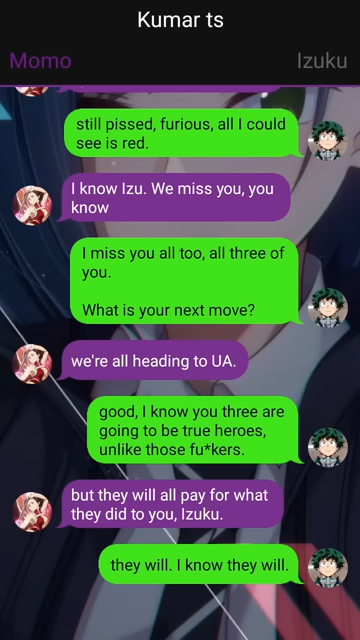 Kumar ts
Momo
Izuku
still pissed, furious, all I could
see is red.
I know Izu. We miss you, you
know
I miss you all too, all three of
you.
What is your next move?
we're all heading to UA.
good, I know you three are
going to be true heroes,
unlike those fu*kers.
but they will all pay for what
they did to you, Izuku.
they will. I know they will.